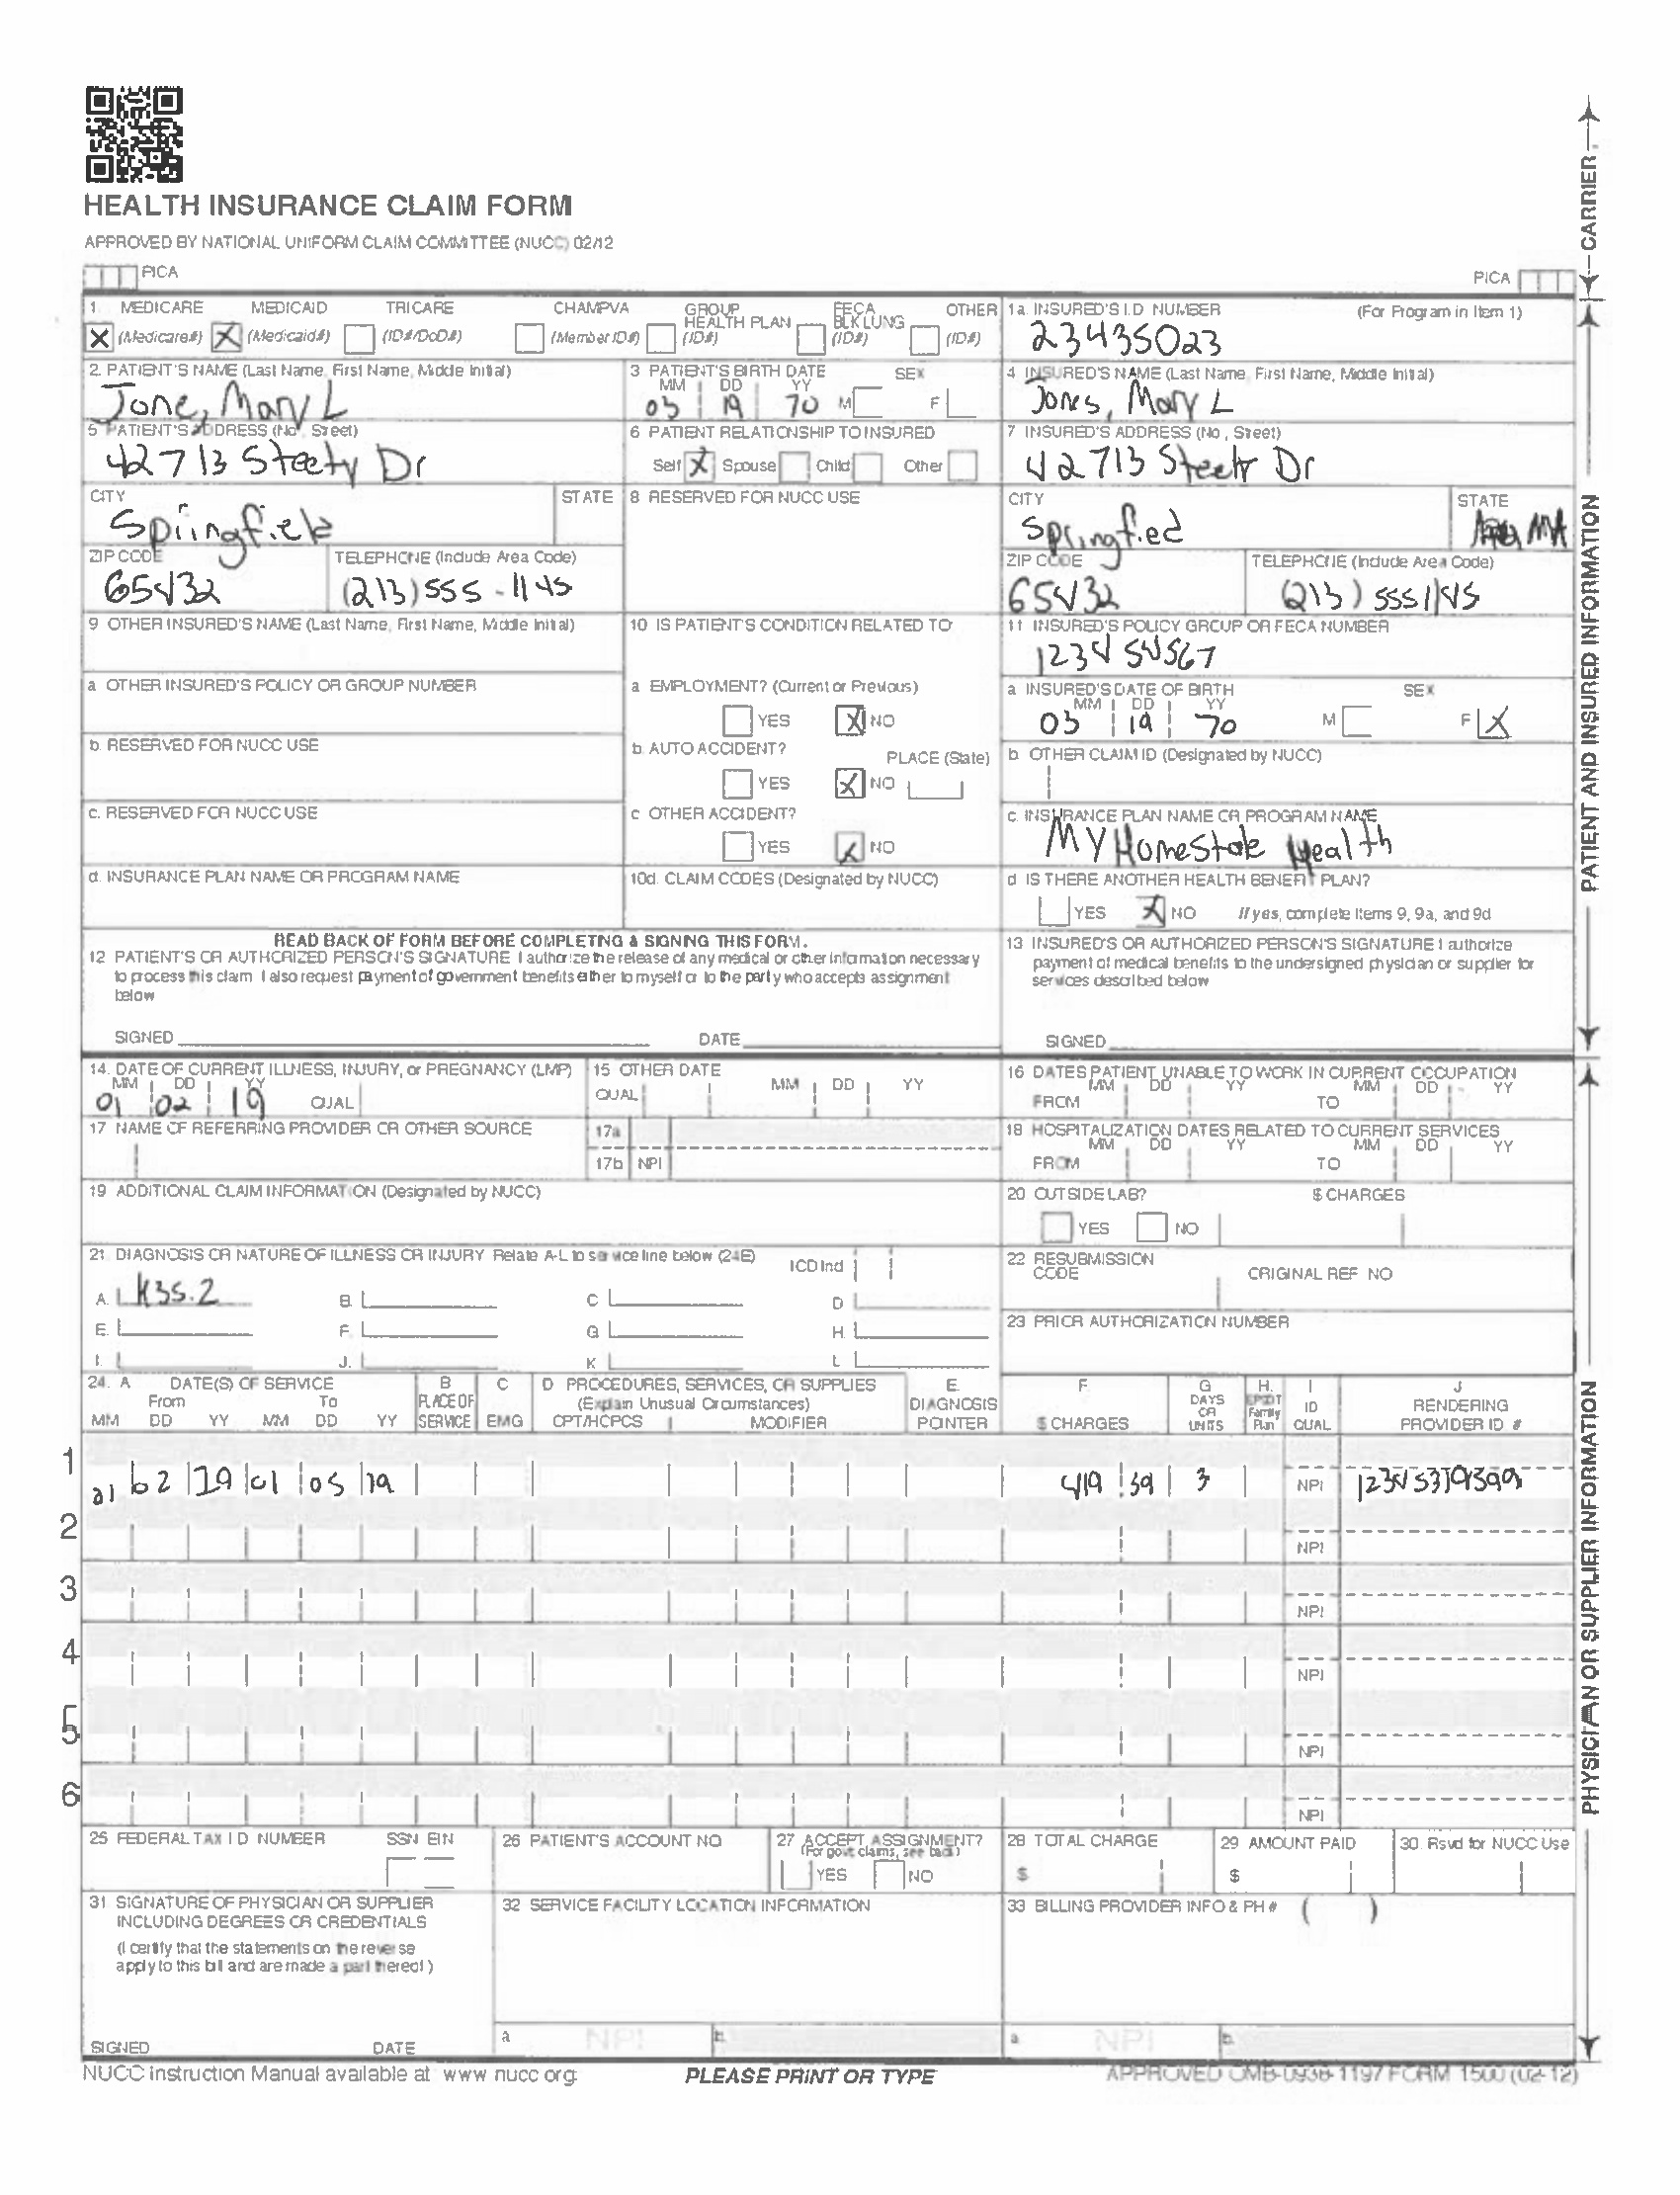 HEALTH INSURANCE CLAIM FORM
APPROVED BY NATIONAL UNIFORM CLAIM COMMITTEE (NUCC) 02/12
PICA
PICA
CARRIER
1. MEDICARE MEDICAID TRICARE CHAMPVA GROUP HEALTH PLAN FECA BLK LUNG OTHER
X (Medicare#) X (Medicaid#) (ID#/DoD#) (Member ID#) (ID#) (ID#) (ID#)
1a INSURED'S I.D NUMBER (For Program in Item 1)
23435023
2. PATIENT'S NAME (Last Name, First Name, Middle Initial)
Jone, Mary L
3 PATIENT'S BIRTH DATE SEX
MM DD YY
03 19 70 M F
4 INSURED'S NAME (Last Name, First Name, Middle Initial)
Jones, Mary L
5 PATIENT'S ADDRESS (No, Street)
42713 Steety Dr
6 PATIENT RELATIONSHIP TO INSURED
Self X Spouse Child Other
7 INSURED'S ADDRESS (No, Street)
42713 Dr
CITY STATE
Springfield
8 RESERVED FOR NUCC USE
CITY STATE
Springfied MA
ZIP CODE TELEPHONE (Include Area Code)
65432 (213) 555-1145
ZIP CODE TELEPHONE (Include Area Code)
65432 (213) 5551145
9 OTHER INSURED'S NAME (Last Name, First Name, Middle Initial)
10 IS PATIENT'S CONDITION RELATED TO
11 INSURED'S POLICY GROUP OR FECA NUMBER
123454567
a OTHER INSURED'S POLICY OR GROUP NUMBER
a EMPLOYMENT? (Current or Previous)
YES X NO
a INSURED'S DATE OF BIRTH SEX
MM DD YY
03 19 70 M F X
b. RESERVED FOR NUCC USE
b. AUTO ACCIDENT? PLACE (State)
YES X NO
b OTHER CLAIM ID (Designated by NUCC)
c. RESERVED FOR NUCC USE
c OTHER ACCIDENT?
YES X NO
c. INSURANCE PLAN NAME OR PROGRAM NAME
My HomeState Health
d. INSURANCE PLAN NAME OR PROGRAM NAME
10d. CLAIM CODES (Designated by NUCC)
d IS THERE ANOTHER HEALTH BENEFIT PLAN?
YES X NO If yes, complete items 9, 9a, and 9d
READ BACK OF FORM BEFORE COMPLETING & SIGNING THIS FORM.
12 PATIENT'S OR AUTHORIZED PERSON'S SIGNATURE I authorize the release of any medical or other information necessary
to process this claim I also request payment of government benefits either to myself or to the party who accepts assignment
below
SIGNED DATE
13 INSURED'S OR AUTHORIZED PERSON'S SIGNATURE I authorize
payment of medical benefits to the undersigned physician or supplier for
services described below
SIGNED
PATIENT AND INSURED INFORMATION
14. DATE OF CURRENT ILLNESS, INJURY, or PREGNANCY (LMP)
MM DD YY
01 02 19 QUAL
15 OTHER DATE
QUAL MM DD YY
16 DATES PATIENT UNABLE TO WORK IN CURRENT OCCUPATION
MM DD YY MM DD YY
FROM TO
17 NAME OF REFERRING PROVIDER OR OTHER SOURCE
17a
17b NPI
18 HOSPITALIZATION DATES RELATED TO CURRENT SERVICES
MM DD YY MM DD YY
FROM TO
19 ADDITIONAL CLAIM INFORMATION (Designated by NUCC)
20 OUTSIDE LAB? $ CHARGES
YES NO
21. DIAGNOSIS OR NATURE OF ILLNESS OR INJURY Relate A-L to service line below (24E) ICD Ind
A. K35.2 B. C D
E. F. G H
I. J. K L
22 RESUBMISSION
CODE ORIGINAL REF NO
23 PRIOR AUTHORIZATION NUMBER
24. A DATE(S) OF SERVICE B C D PROCEDURES, SERVICES, OR SUPPLIES E. F G H. I J
From To PLACE OF (Explain Unusual Circumstances) DIAGNOSIS DAYS OR EPSDT Family ID RENDERING
MM DD YY MM DD YY SERVICE EMG CPT/HCPCS MODIFIER POINTER $ CHARGES UNITS Plan QUAL PROVIDER ID #
1
01 02 19 01 05 19 419 39 3 NPI
2
NPI
3
NPI
4
NPI
5
NPI
6
NPI
25 FEDERAL TAX I D NUMBER SSN EIN
26 PATIENT'S ACCOUNT NO
27 ACCEPT ASSIGNMENT?
(For govt claims, see back)
YES NO
28 TOTAL CHARGE
$
29 AMOUNT PAID
$
30. Rsvd for NUCC Use
31 SIGNATURE OF PHYSICIAN OR SUPPLIER
INCLUDING DEGREES OR CREDENTIALS
(I certify that the statements on the reverse
apply to this bill and are made a part thereof)
SIGNED DATE
32 SERVICE FACILITY LOCATION INFORMATION
a NPI b.
33 BILLING PROVIDER INFO & PH # ( )
a NPI b.
PHYSICIAN OR SUPPLIER INFORMATION
NUCC Instruction Manual available at www nucc org
PLEASE PRINT OR TYPE
APPROVED OMB-0938-1197 FORM 1500 (02-12)